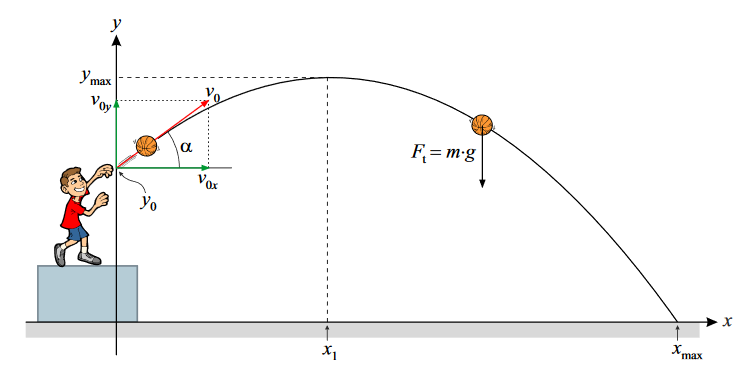 y
y_max
v_0
v_0y
α
F_t = m·g
v_0x
y_0
x
x_1
x_max